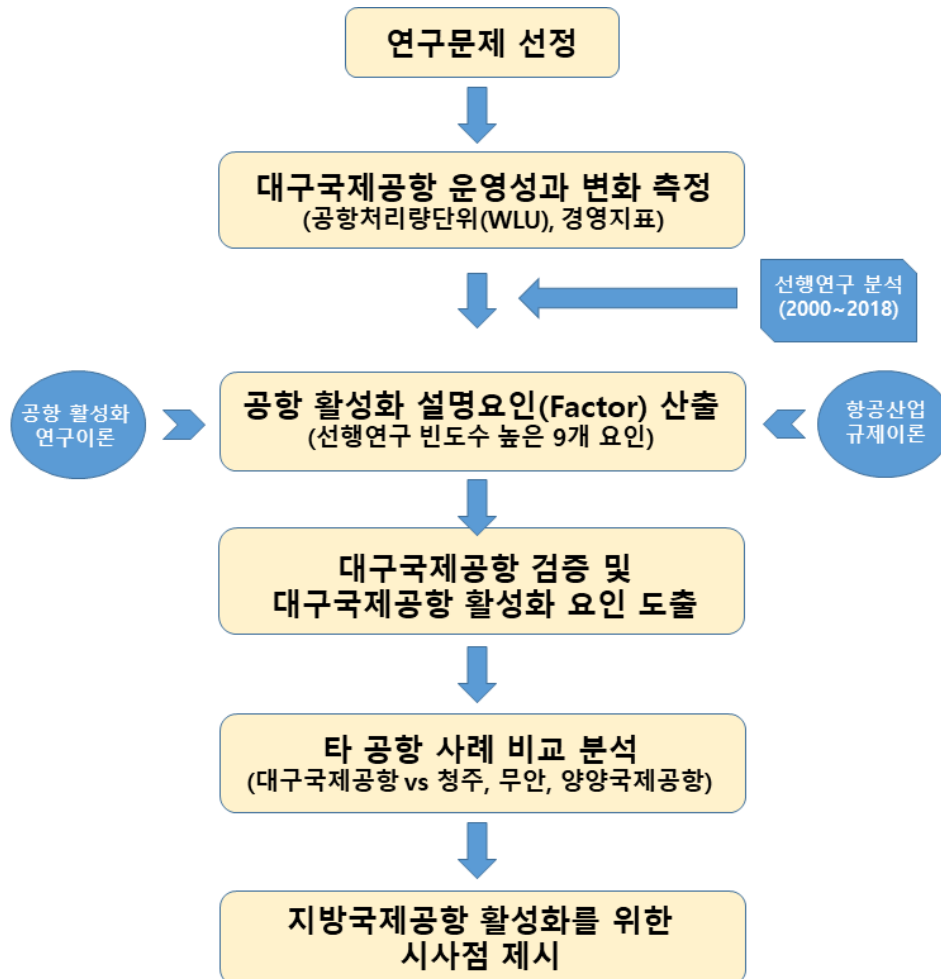 연구문제 선정
대구국제공항 운영성과 변화 측정
(공항처리량단위(WLU), 경영지표)
선행연구 분석
(2000~2018)
공항 활성화
연구이론
공항 활성화 설명요인(Factor) 산출
(선행연구 빈도수 높은 9개 요인)
항공산업
규제이론
대구국제공항 검증 및
대구국제공항 활성화 요인 도출
타 공항 사례 비교 분석
(대구국제공항 vs 청주, 무안, 양양국제공항)
지방국제공항 활성화를 위한
시사점 제시